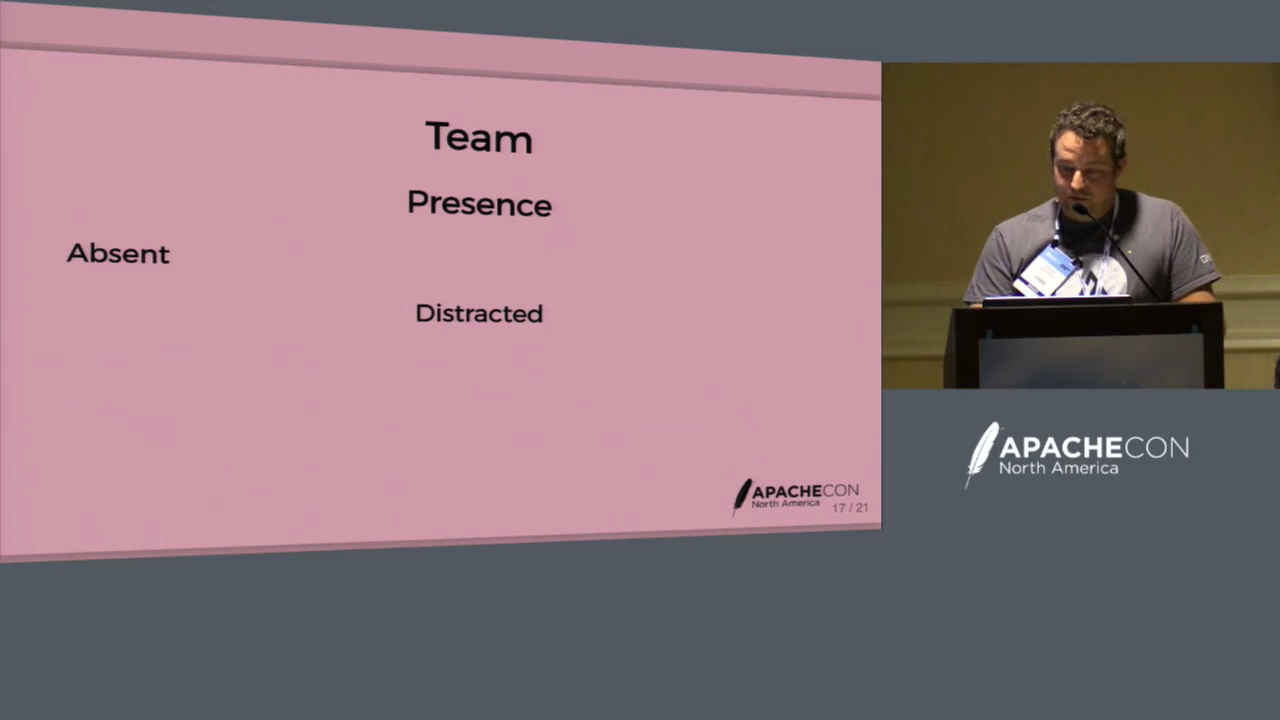 Team
Presence
Absent
Distracted
APACHECON
North America
17 / 21
APACHECON
North America